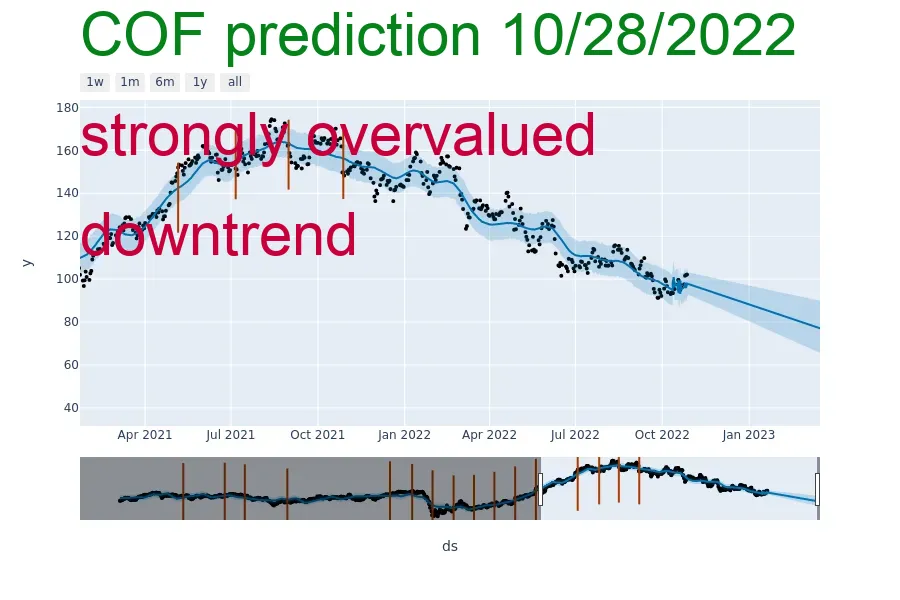 COF prediction 10/28/2022
1w 1m 6m 1y all
strongly overvalued
downtrend
180
160
140
120
100
80
60
40
y
Apr 2021 Jul 2021 Oct 2021 Jan 2022 Apr 2022 Jul 2022 Oct 2022 Jan 2023
ds